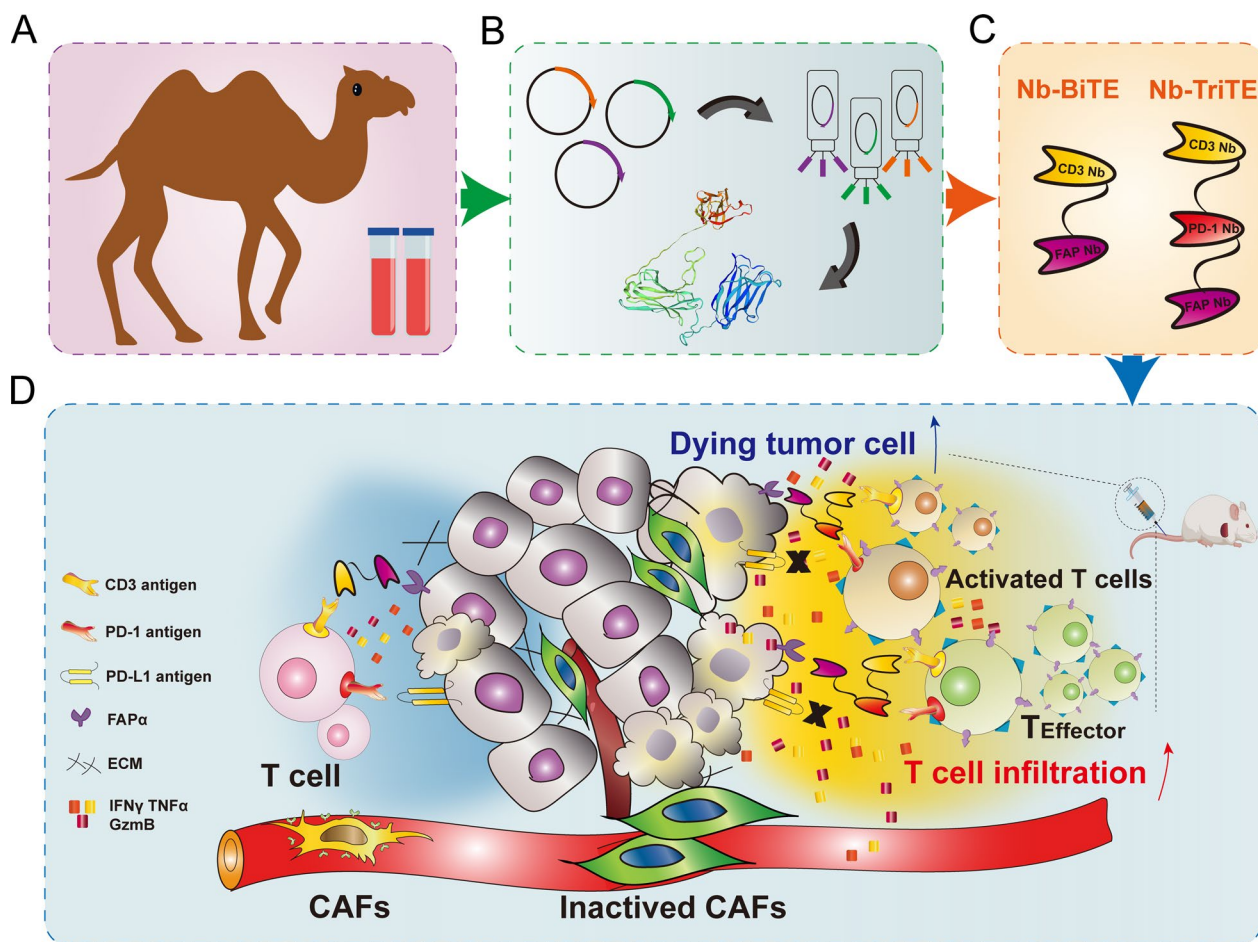 A
B
C
Nb-BiTE
Nb-TriTE
CD3 Nb
FAP Nb
CD3 Nb
PD-1 Nb
FAP Nb
D
Dying tumor cell
CD3 antigen
PD-1 antigen
PD-L1 antigen
FAPα
ECM
IFNγ TNFα
GzmB
T cell
Activated T cells
TEffector
T cell infiltration
CAFs
Inactived CAFs